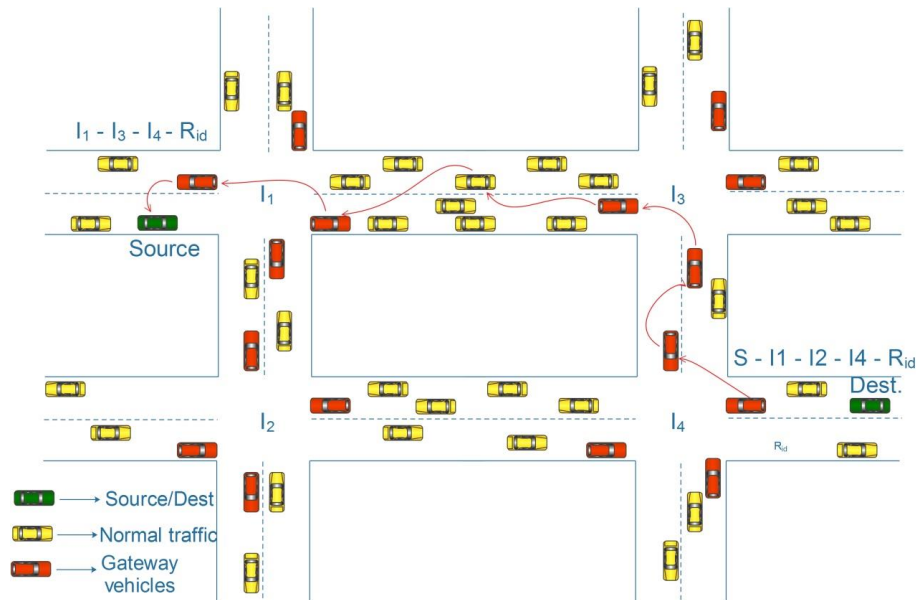 I₁ - I₃ - I₄ - Rid
I₁
I₃
Source
S - I1 - I2 - I4 - Rid
Dest.
I₂
I₄
Rid
Source/Dest
Normal traffic
Gateway
vehicles